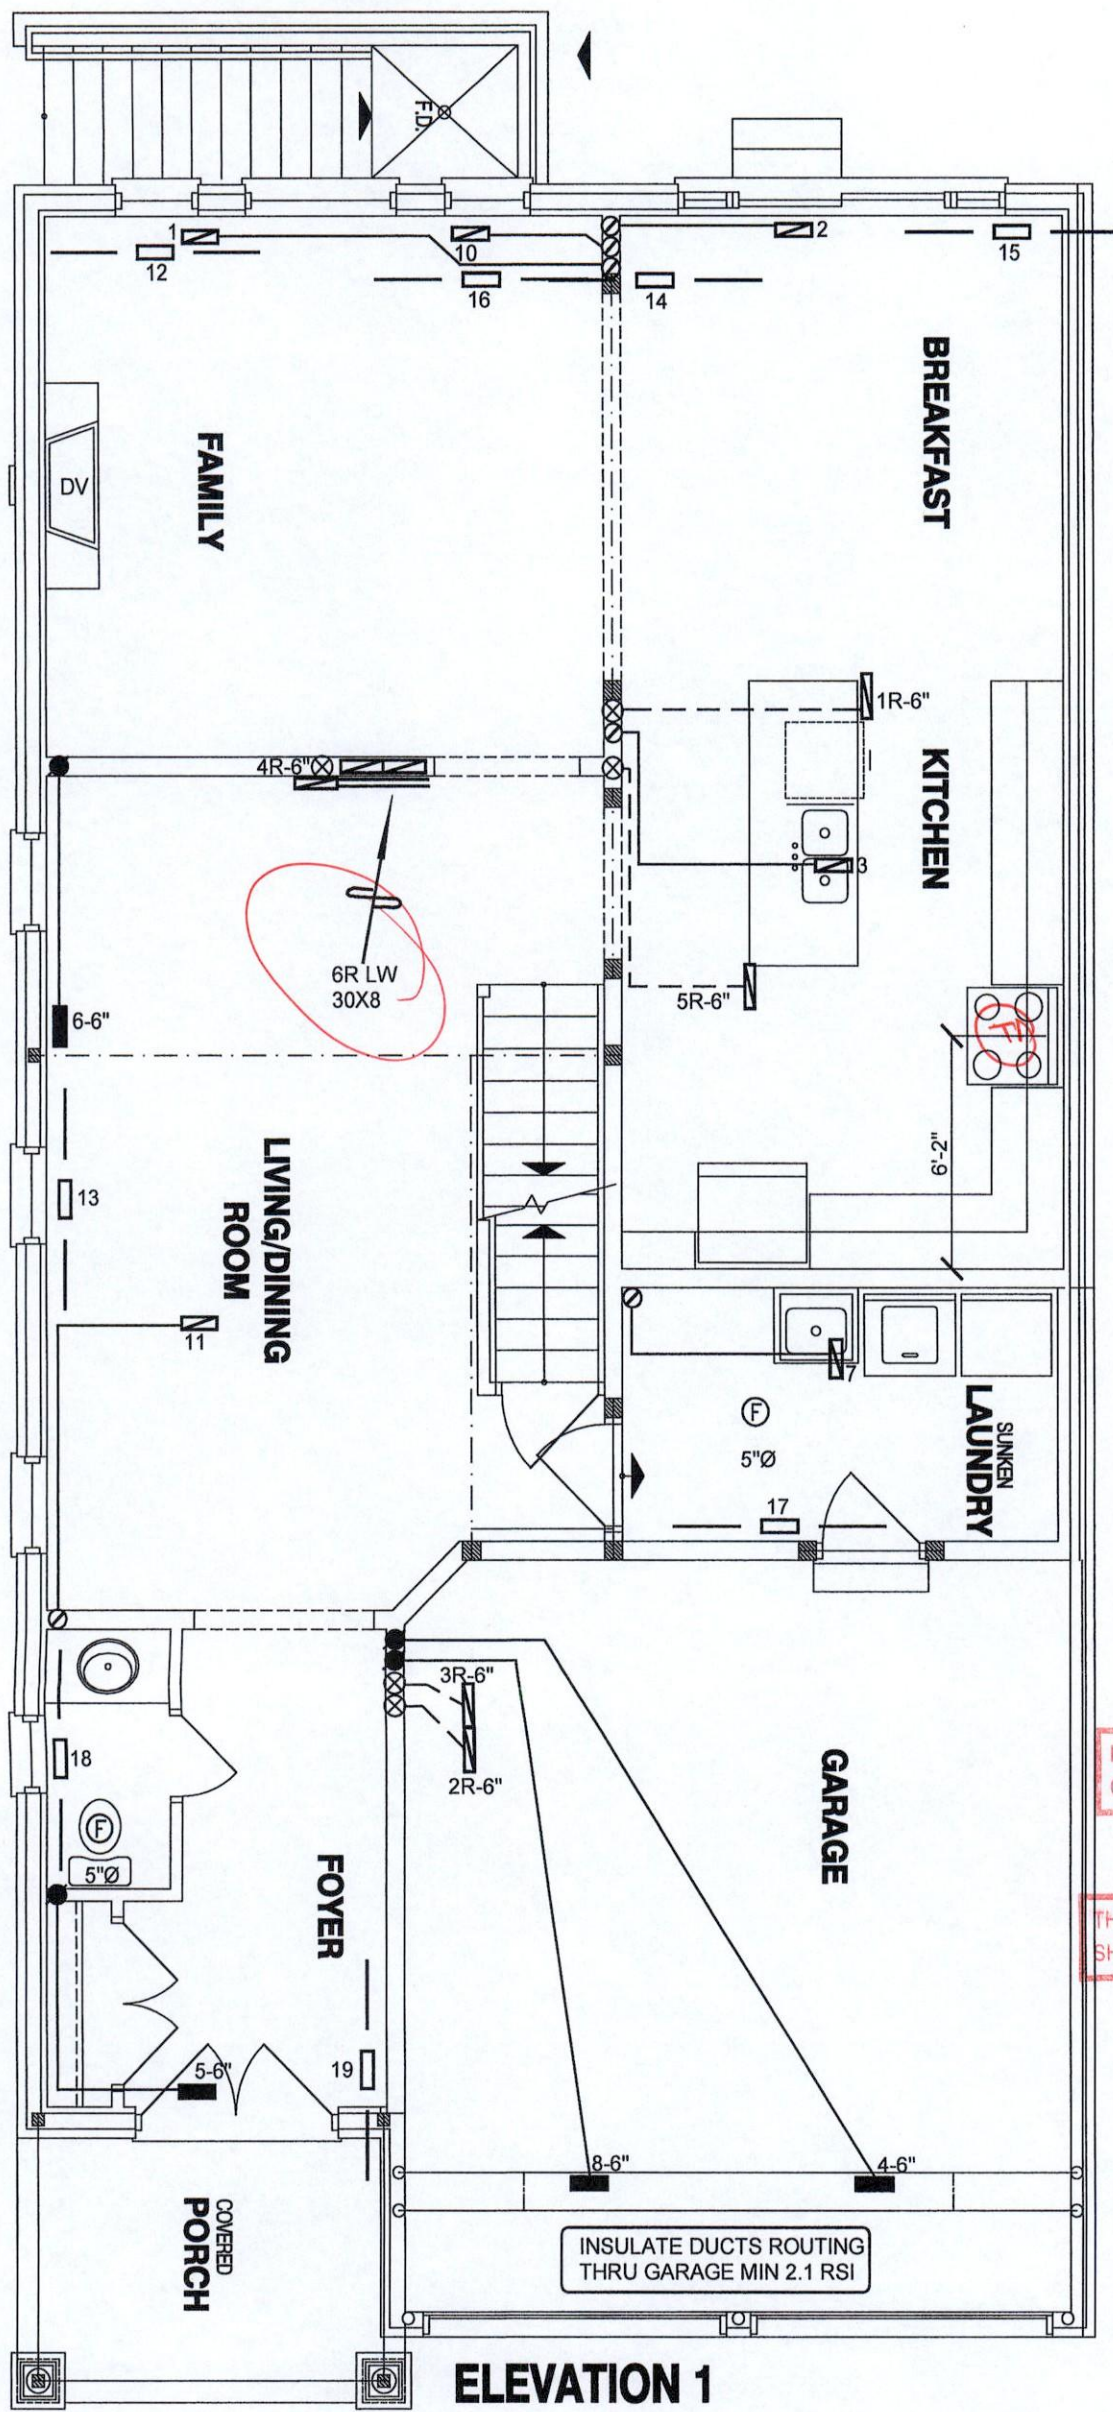 F.D.
1
12
10
16
14
2
15
BREAKFAST
FAMILY
DV
1R-6"
KITCHEN
4R-6"
3
6R LW
30X8
5R-6"
6-6"
F
6'-2"
13
LIVING/DINING
ROOM
11
7
F
5"Ø
SUNKEN
LAUNDRY
17
3R-6"
2R-6"
18
F
5"Ø
GARAGE
FOYER
TH
SH
5-6"
19
8-6"
4-6"
COVERED
PORCH
INSULATE DUCTS ROUTING
THRU GARAGE MIN 2.1 RSI
ELEVATION 1